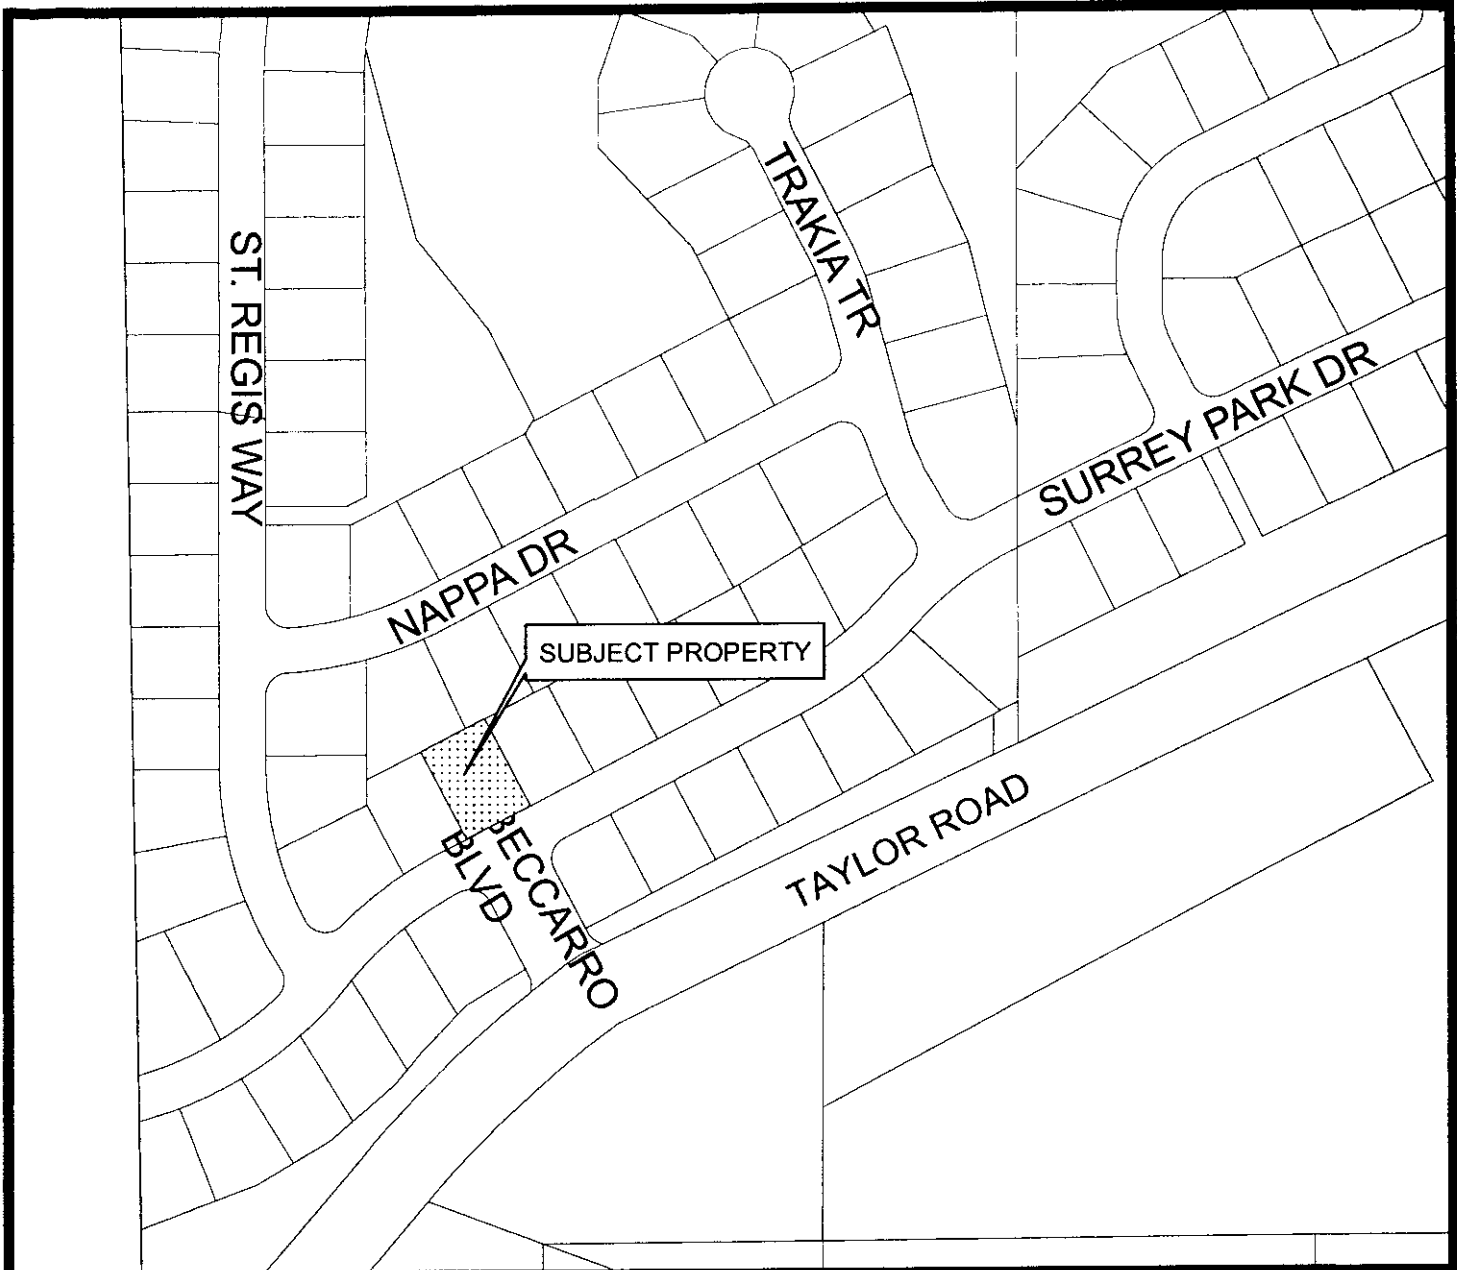 TRAKIA TR
ST. REGIS WAY
SURREY PARK DR
NAPPA DR
SUBJECT PROPERTY
BECCARRO
BLVD
TAYLOR ROAD